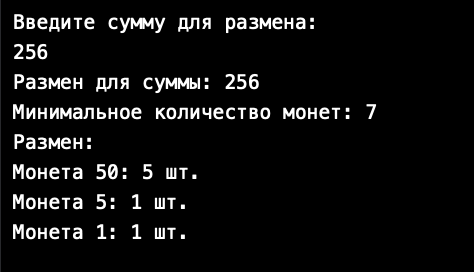 Введите сумму для размена:
256
Размен для суммы: 256
Минимальное количество монет: 7
Размен:
Монета 50: 5 шт.
Монета 5: 1 шт.
Монета 1: 1 шт.